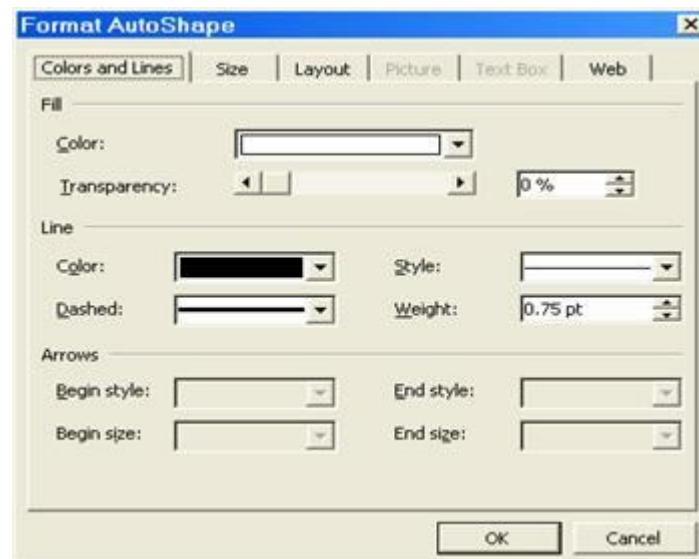 Format AutoShape
Colors and Lines Size Layout Picture Text Box Web
Fill
Color:
Transparency: 0 %
Line
Color: Style:
Dashed: Weight: 0.75 pt
Arrows
Begin style: End style:
Begin size: End size:
OK Cancel